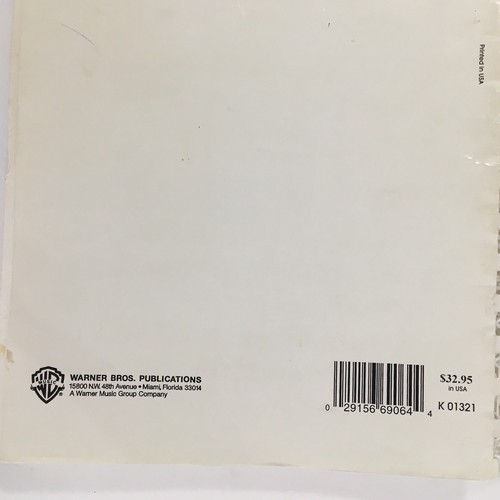 Printed in USA
MUSIC
WARNER BROS. PUBLICATIONS
15800 N.W. 48th Avenue • Miami, Florida 33014
A Warner Music Group Company
$32.95
in USA
0 29156 69064 4
K 01321